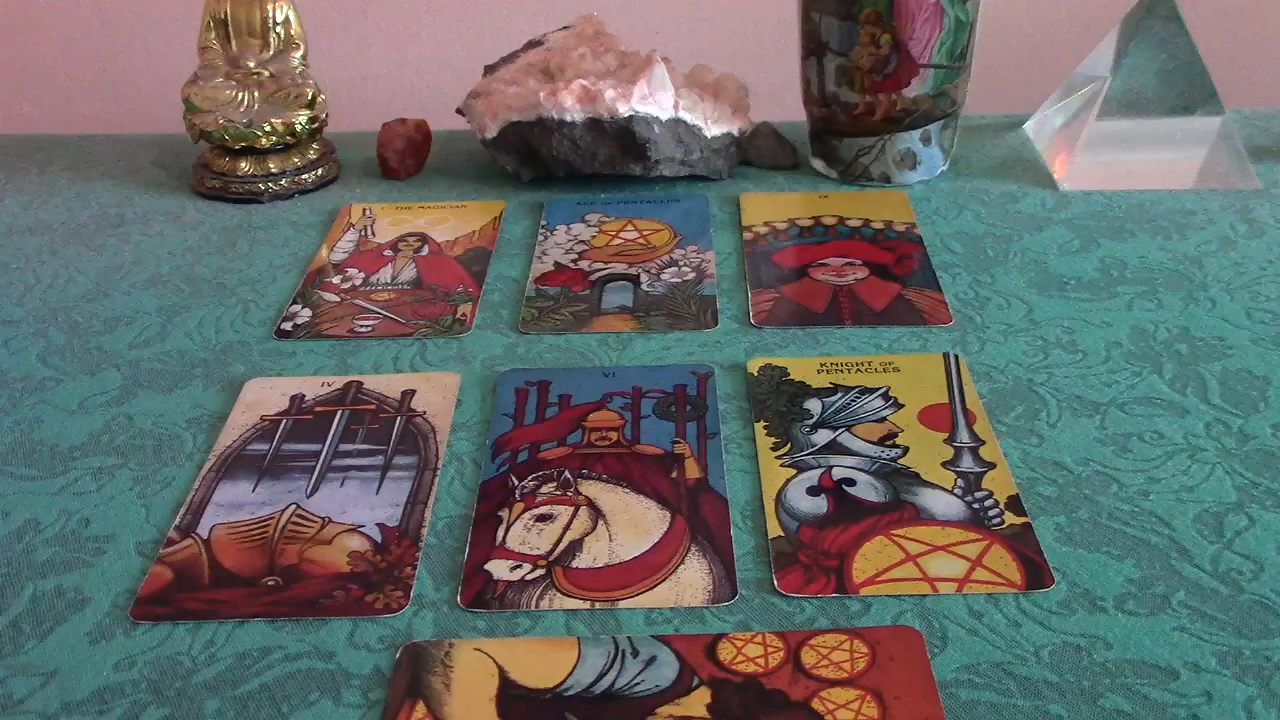 I · THE MAGICIAN
ACE OF PENTACLES
IX
IV
VI
KNIGHT OF
PENTACLES